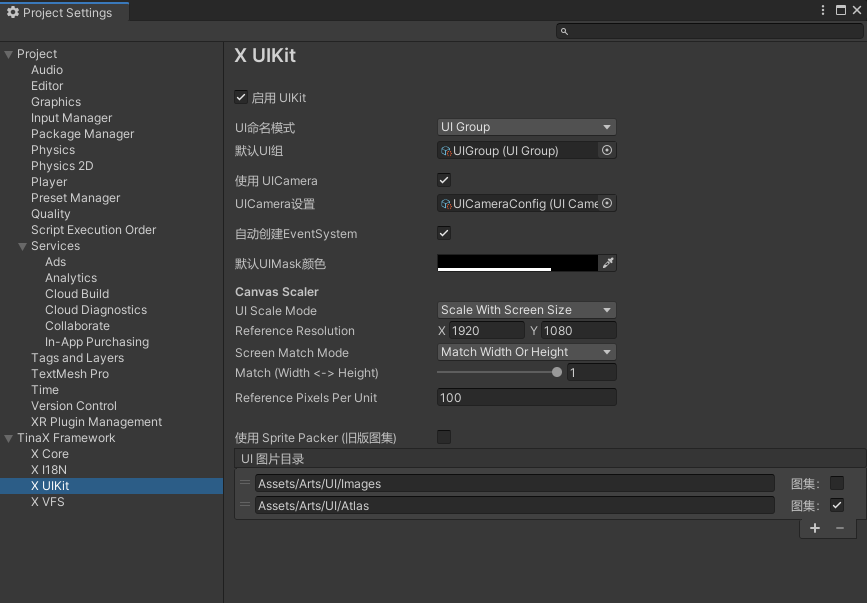 Project Settings
Project
Audio
Editor
Graphics
Input Manager
Package Manager
Physics
Physics 2D
Player
Preset Manager
Quality
Script Execution Order
Services
Ads
Analytics
Cloud Build
Cloud Diagnostics
Collaborate
In-App Purchasing
Tags and Layers
TextMesh Pro
Time
Version Control
XR Plugin Management
TinaX Framework
X Core
X I18N
X UIKit
X VFS
X UIKit
启用 UIKit
UI命名模式 UI Group
默认UI组 UIGroup (UI Group)
使用 UICamera
UICamera设置 UICameraConfig (UI Came
自动创建EventSystem
默认UIMask颜色
Canvas Scaler
UI Scale Mode Scale With Screen Size
Reference Resolution X 1920 Y 1080
Screen Match Mode Match Width Or Height
Match (Width <-> Height) 1
Reference Pixels Per Unit 100
使用 Sprite Packer (旧版图集)
UI 图片目录
Assets/Arts/UI/Images 图集:
Assets/Arts/UI/Atlas 图集: